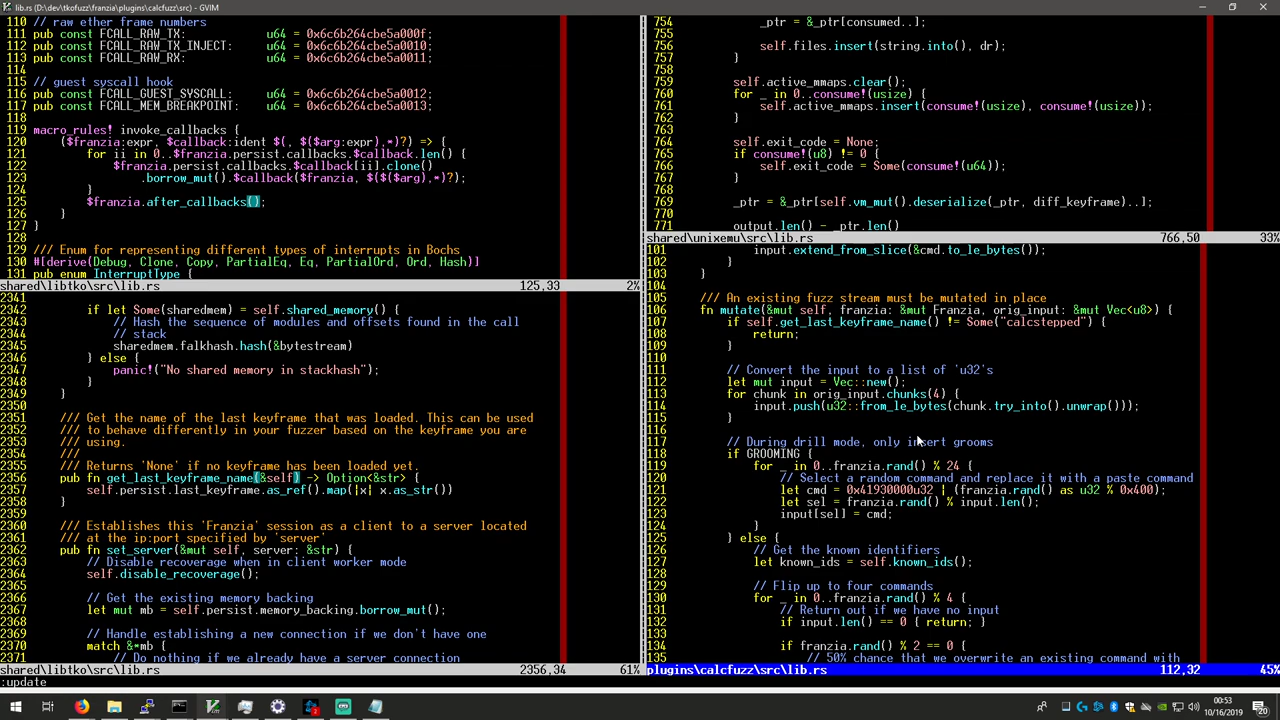 lib.rs (D:\dev\tkofuzz\franzia\plugins\calcfuzz\src) - GVIM
110 // raw ether frame numbers
111 pub const FCALL_RAW_TX:         u64 = 0x6c6b264cbe5a000f;
112 pub const FCALL_RAW_TX_INJECT:  u64 = 0x6c6b264cbe5a0010;
113 pub const FCALL_RAW_RX:         u64 = 0x6c6b264cbe5a0011;
114
115 // guest syscall hook
116 pub const FCALL_GUEST_SYSCALL:  u64 = 0x6c6b264cbe5a0012;
117 pub const FCALL_MEM_BREAKPOINT: u64 = 0x6c6b264cbe5a0013;
118
119 macro_rules! invoke_callbacks {
120     ($franzia:expr, $callback:ident $(, $($arg:expr),*)?) => {
121         for ii in 0..$franzia.persist.callbacks.$callback.len() {
122             $franzia.persist.callbacks.$callback[ii].clone()
123                 .borrow_mut().$callback($franzia, $($($arg),*)?);
124         }
125         $franzia.after_callbacks();
126     }
127 }
128
129 /// Enum for representing different types of interrupts in Bochs
130 #[derive(Debug, Clone, Copy, PartialEq, Eq, PartialOrd, Ord, Hash)]
131 pub enum InterruptType {
shared\libtko\src\lib.rs 125,33 2%
2341
2342         if let Some(sharedmem) = self.shared_memory() {
2343             // Hash the sequence of modules and offsets found in the call
2344             // stack
2345             sharedmem.falkhash.hash(&bytestream)
2346         } else {
2347             panic!("No shared memory in stackhash");
2348         }
2349     }
2350
2351     /// Get the name of the last keyframe that was loaded. This can be used
2352     /// to behave differently in your fuzzer based on the keyframe you are
2353     /// using.
2354     ///
2355     /// Returns `None` if no keyframe has been loaded yet.
2356     pub fn get_last_keyframe_name(&self) -> Option<&str> {
2357         self.persist.last_keyframe.as_ref().map(|x| x.as_str())
2358     }
2359
2360     /// Establishes this `Franzia` session as a client to a server located
2361     /// at the ip:port specified by `server`
2362     pub fn set_server(&mut self, server: &str) {
2363         // Disable recoverage when in client worker mode
2364         self.disable_recoverage();
2365
2366         // Get the existing memory backing
2367         let mut mb = self.persist.memory_backing.borrow_mut();
2368
2369         // Handle establishing a new connection if we don't have one
2370         match &*mb {
2371             // Do nothing if we already have a server connection
shared\libtko\src\lib.rs 2356,34 61%
:update
754             _ptr = &_ptr[consumed..];
755
756             self.files.insert(string.into(), dr);
757         }
758
759         self.active_mmaps.clear();
760         for _ in 0..consume!(usize) {
761             self.active_mmaps.insert(consume!(usize), consume!(usize));
762         }
763
764         self.exit_code = None;
765         if consume!(u8) != 0 {
766             self.exit_code = Some(consume!(u64));
767         }
768
769         _ptr = &_ptr[self.vm_mut().deserialize(_ptr, diff_keyframe)..];
770
771         output.len() - _ptr.len()
shared\unixemu\src\lib.rs 766,50 33%
101             input.extend_from_slice(&cmd.to_le_bytes());
102         }
103     }
104
105     /// An existing fuzz stream must be mutated in place
106     fn mutate(&mut self, franzia: &mut Franzia, orig_input: &mut Vec<u8>) {
107         if self.get_last_keyframe_name() != Some("calcstepped") {
108             return;
109         }
110
111         // Convert the input to a list of `u32`s
112         let mut input = Vec::new();
113         for chunk in orig_input.chunks(4) {
114             input.push(u32::from_le_bytes(chunk.try_into().unwrap()));
115         }
116
117         // During drill mode, only insert grooms
118         if GROOMING {
119             for _ in 0..franzia.rand() % 24 {
120                 // Select a random command and replace it with a paste command
121                 let cmd = 0x41930000u32 | (franzia.rand() as u32 % 0x400);
122                 let sel = franzia.rand() % input.len();
123                 input[sel] = cmd;
124             }
125         } else {
126             // Get the known identifiers
127             let known_ids = self.known_ids();
128
129             // Flip up to four commands
130             for _ in 0..franzia.rand() % 4 {
131                 // Return out if we have no input
132                 if input.len() == 0 { return; }
133
134                 if franzia.rand() % 2 == 0 {
135                     // 50% chance that we overwrite an existing command with
plugins\calcfuzz\src\lib.rs 112,32 45%
00:53
10/16/2019
20